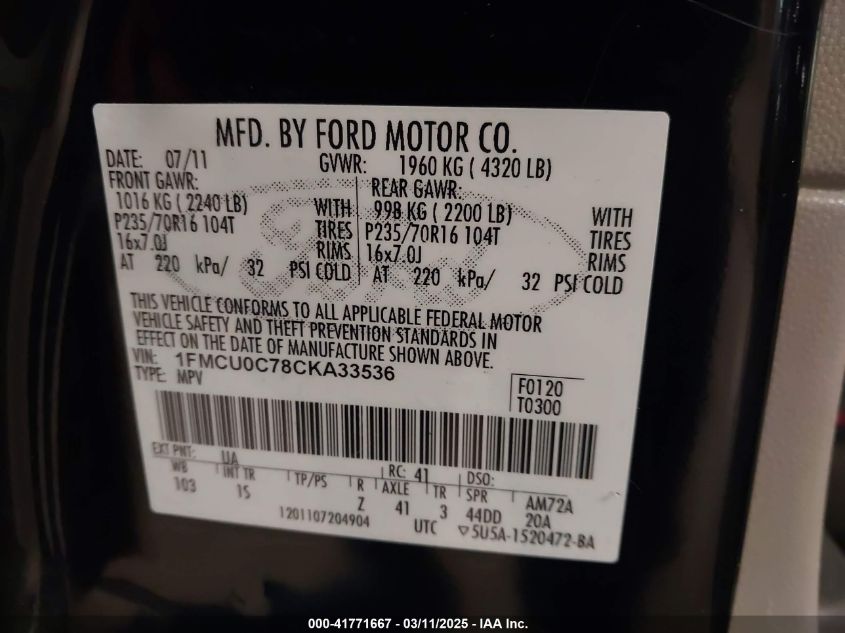 MFD. BY FORD MOTOR CO.
DATE: 07/11 GVWR: 1960 KG ( 4320 LB)
FRONT GAWR: REAR GAWR:
1016 KG ( 2240 LB) WITH 998 KG ( 2200 LB) WITH
P235/70R16 104T TIRES P235/70R16 104T TIRES
16x7.0J RIMS 16x7.0J RIMS
AT 220 kPa/ 32 PSI COLD AT 220 kPa/ 32 PSI COLD
THIS VEHICLE CONFORMS TO ALL APPLICABLE FEDERAL MOTOR
VEHICLE SAFETY AND THEFT PREVENTION STANDARDS IN
EFFECT ON THE DATE OF MANUFACTURE SHOWN ABOVE.
VIN: 1FMCU0C78CKA33536
TYPE: MPV
F0120
T0300
EXT PNT: UA RC: 41 DSO:
WB INT TR TP/PS R AXLE TR SPR AM72A
103 1S Z 41 3 44DD 20A
1201107204904 UTC ▽5U5A-1520472-BA
000-41771667 - 03/11/2025 - IAA Inc.